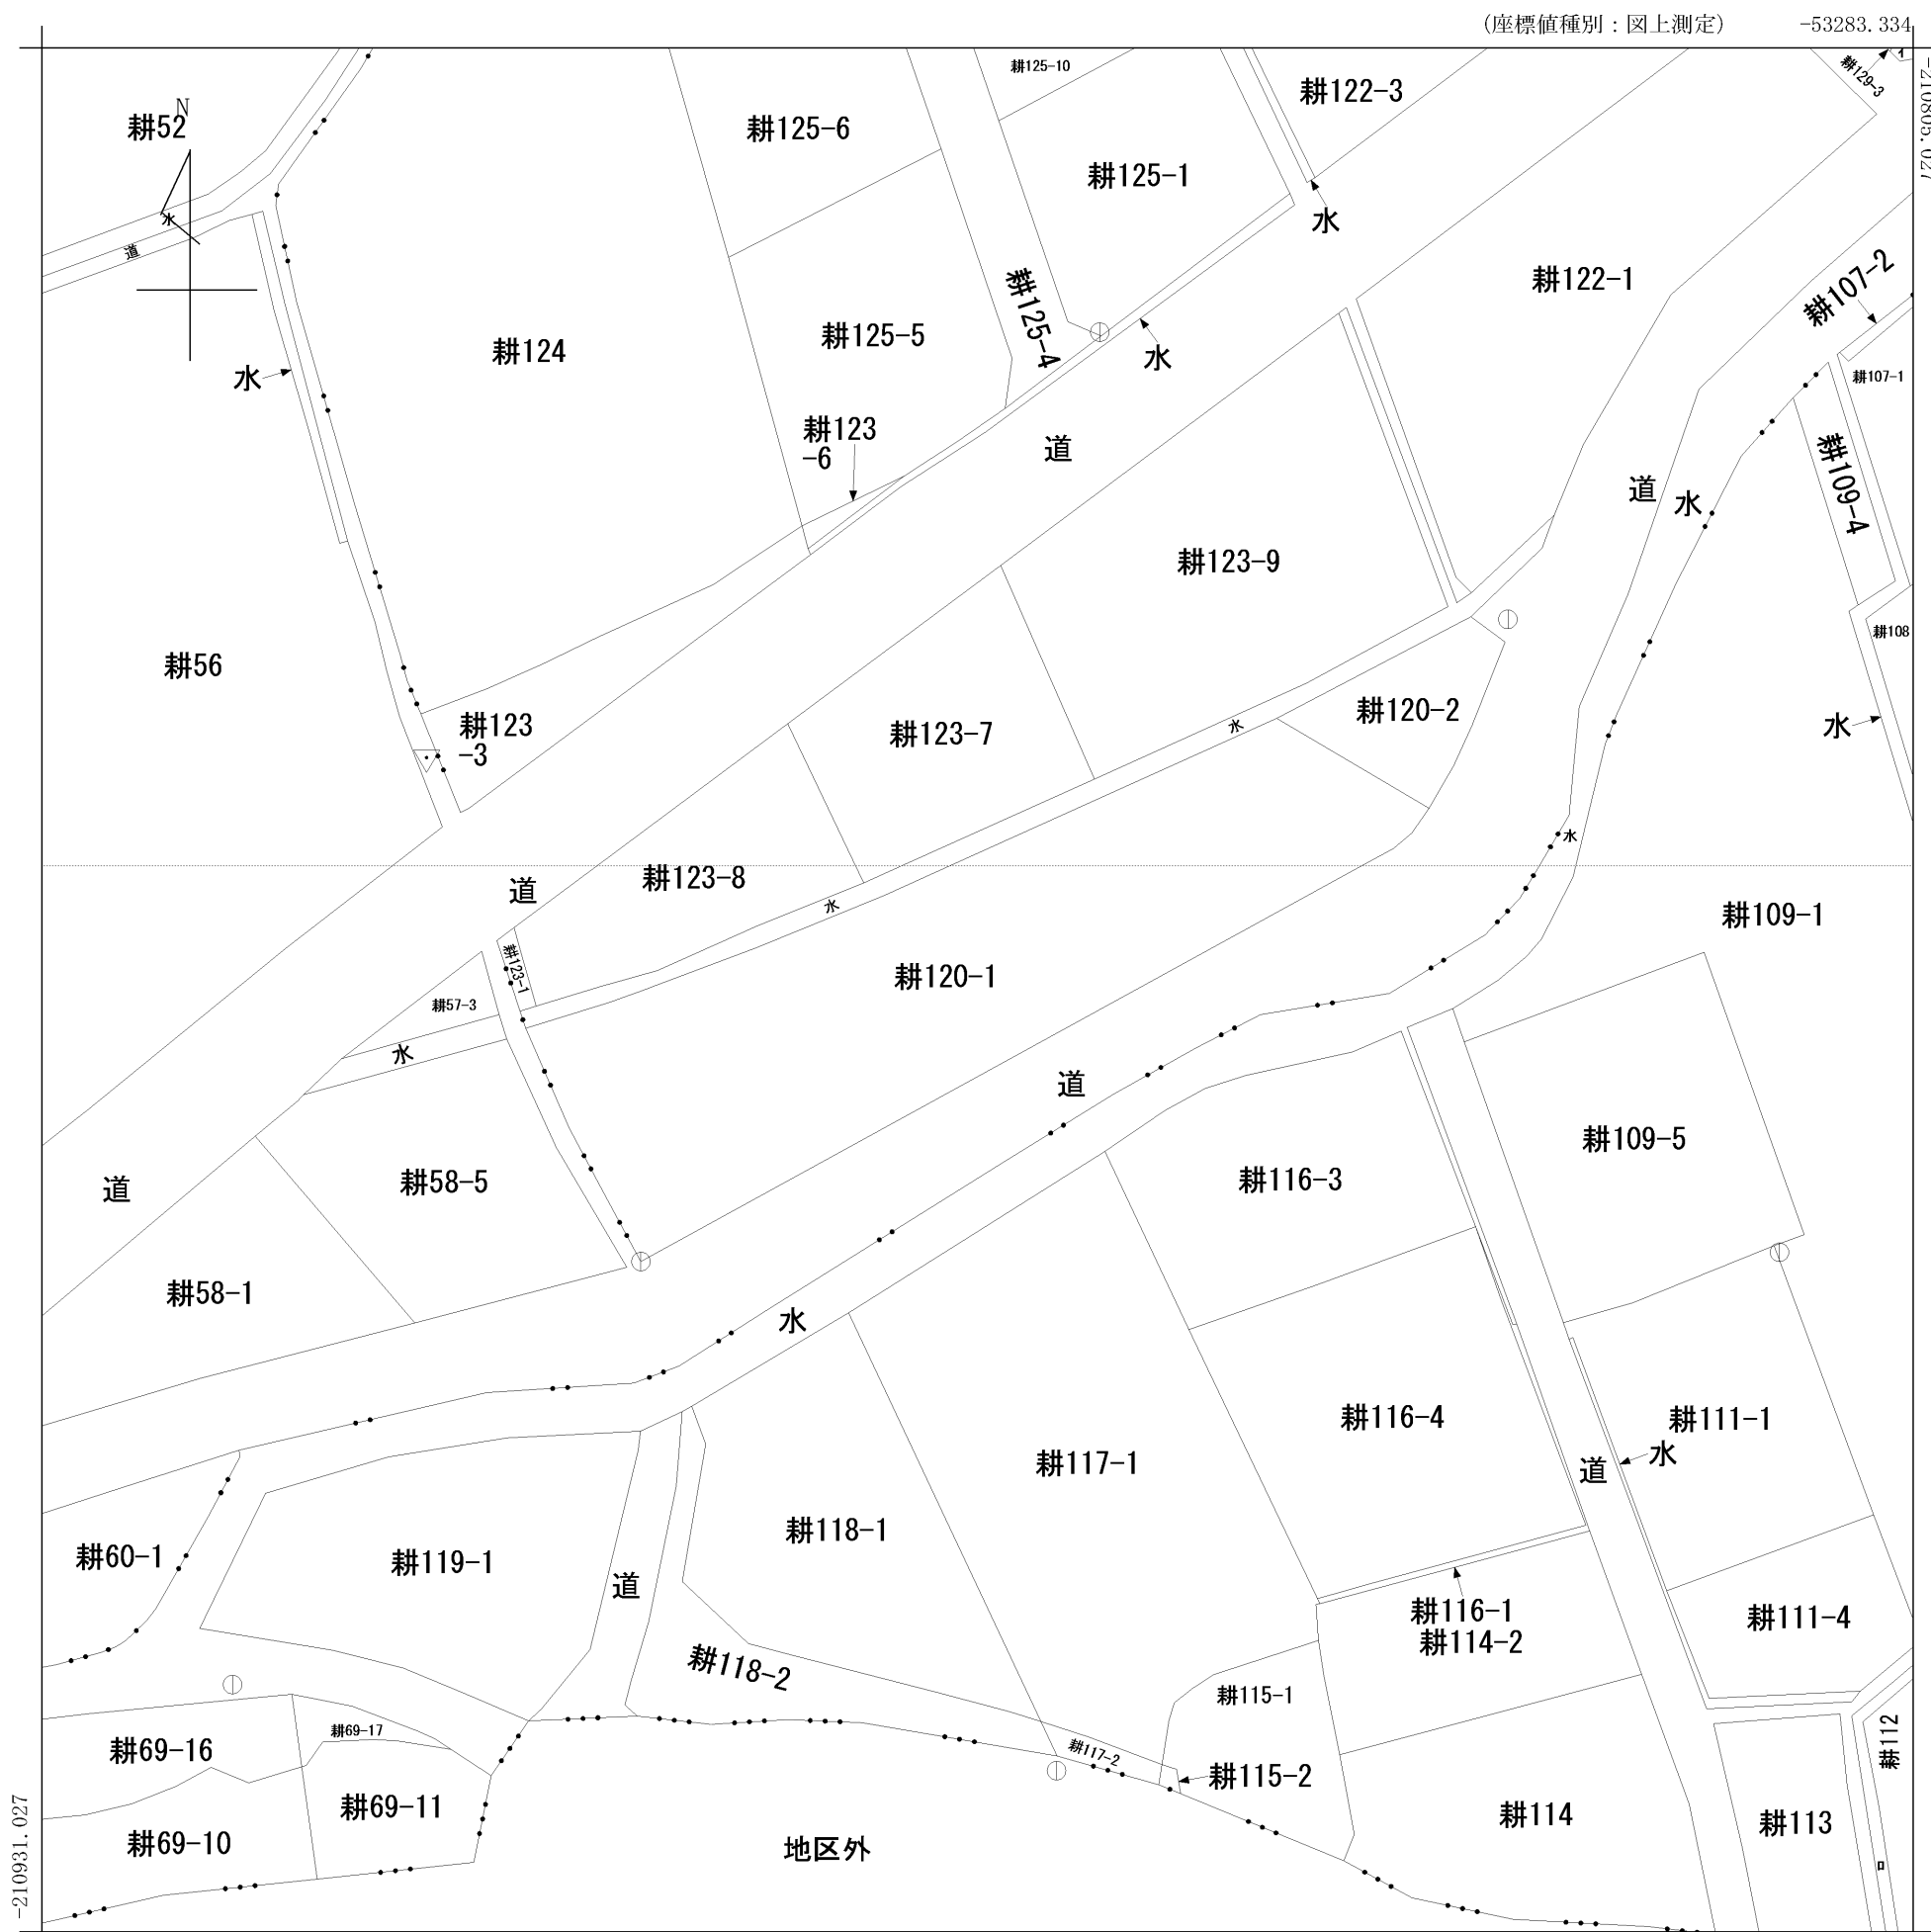 (座標値種別：図上測定)
-53283.334
-210805.027
耕125-10
耕129-3
イ
耕122-3
N
耕52
耕125-6
耕125-1
水
水
道
耕122-1
耕107-2
耕125-4
耕125-5
耕124
水
水
耕107-1
耕123
-6
道
耕109-4
道
水
耕123-9
耕108
耕56
耕120-2
水
耕123
-3
耕123-7
水
水
耕123-8
道
水
耕109-1
耕123-1
耕120-1
耕57-3
水
道
耕109-5
耕116-3
耕58-5
道
耕58-1
水
耕116-4
耕111-1
水
道
耕117-1
耕118-1
耕60-1
耕119-1
道
耕116-1
耕114-2
耕111-4
耕118-2
耕115-1
耕69-17
耕69-16
耕112
耕117-2
耕115-2
耕69-11
耕114
耕113
耕69-10
地区外
ロ
-210931.027